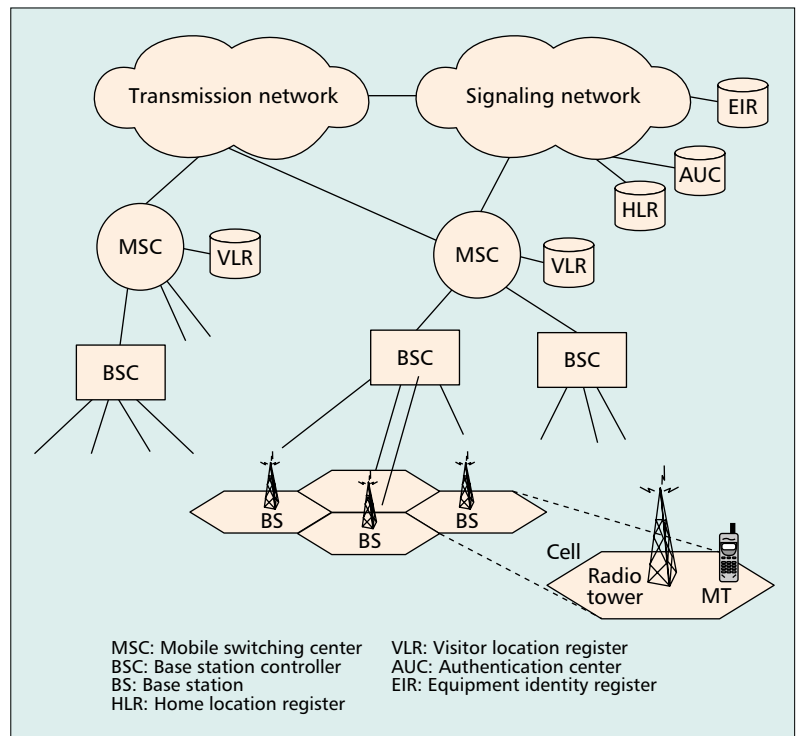 Transmission network
Signaling network
EIR
AUC
HLR
MSC
VLR
MSC
VLR
BSC
BSC
BSC
BS
BS
BS
Cell
Radio
tower
MT
MSC: Mobile switching center
BSC: Base station controller
BS: Base station
HLR: Home location register
VLR: Visitor location register
AUC: Authentication center
EIR: Equipment identity register